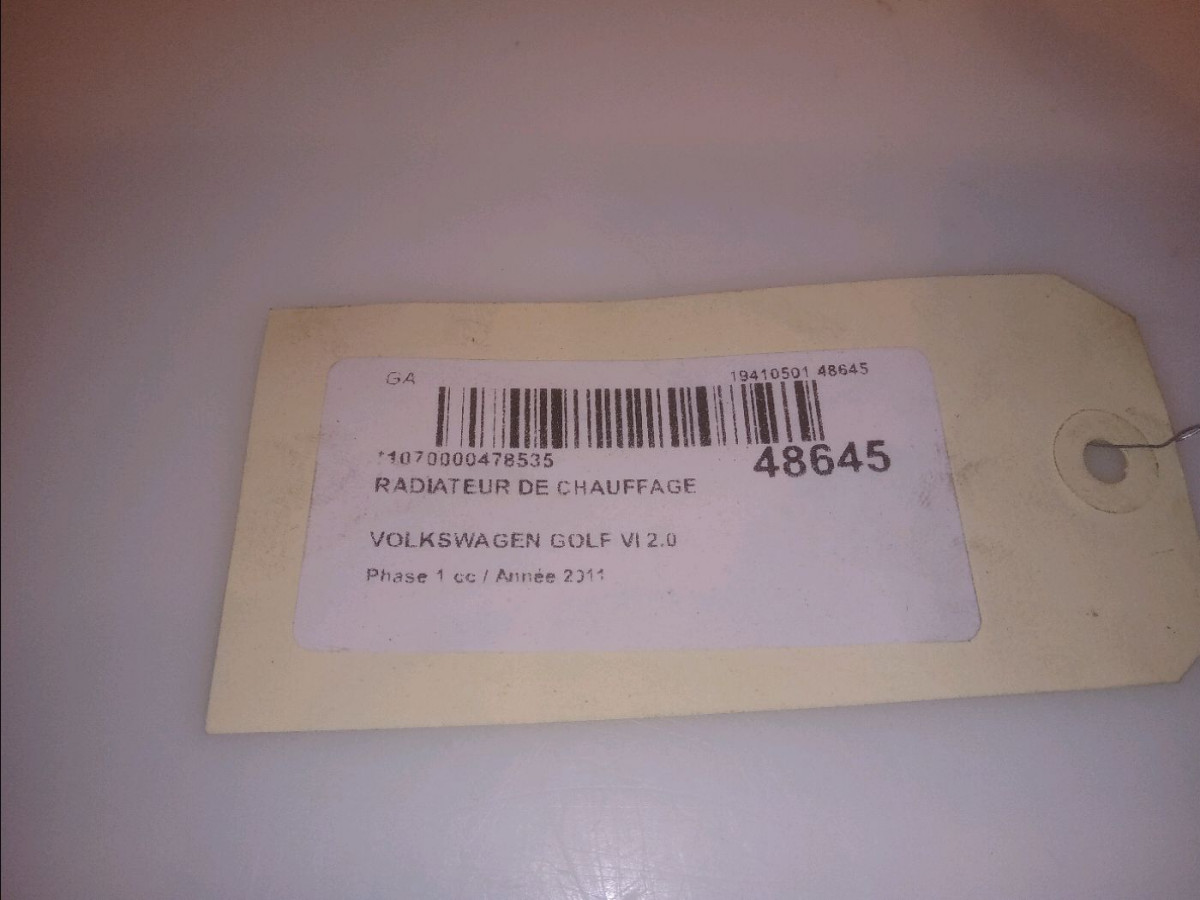 GA
19410501 48645
11070000478535
48645
RADIATEUR DE CHAUFFAGE
VOLKSWAGEN GOLF VI 2.0
Phase 1 cc / Année 2011